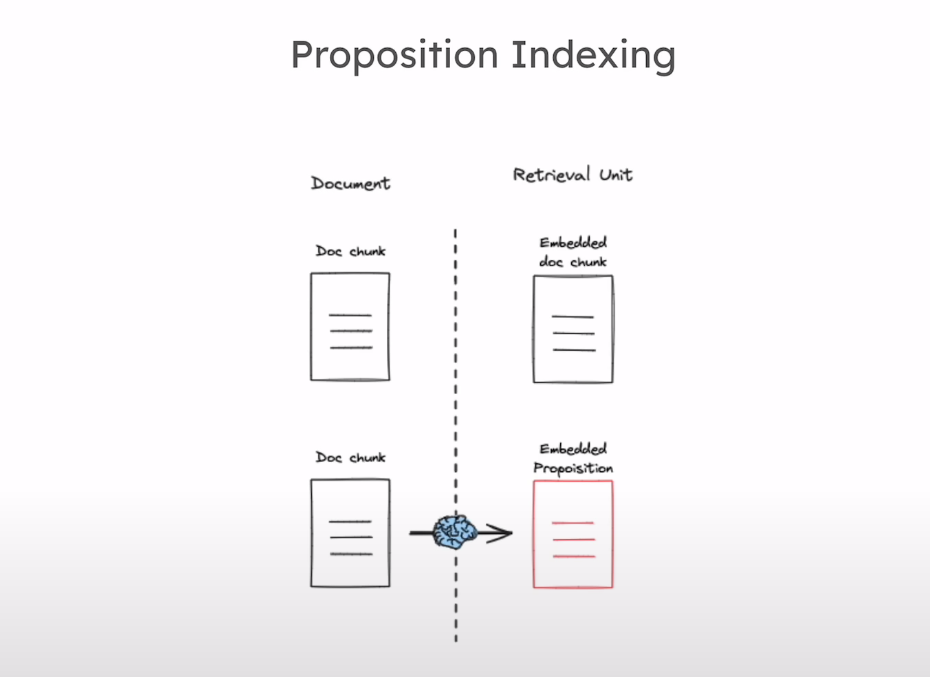 Proposition Indexing
Document
Retrieval Unit
Doc chunk
Embedded
doc chunk
Doc chunk
Embedded
Propoisition